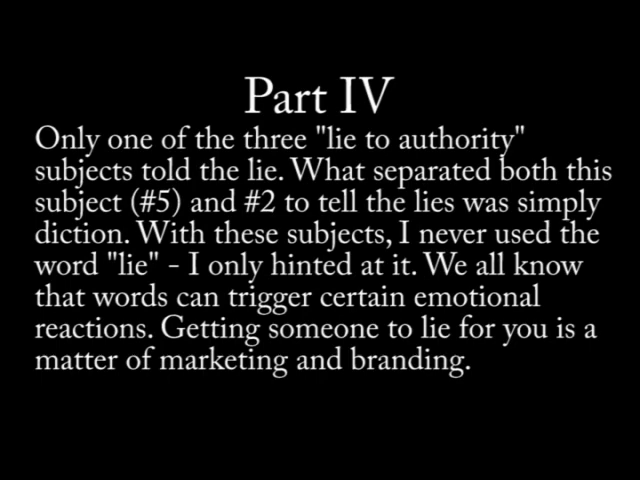 Part IV
Only one of the three "lie to authority"
subjects told the lie. What separated both this
subject (#5) and #2 to tell the lies was simply
diction. With these subjects, I never used the
word "lie" - I only hinted at it. We all know
that words can trigger certain emotional
reactions. Getting someone to lie for you is a
matter of marketing and branding.